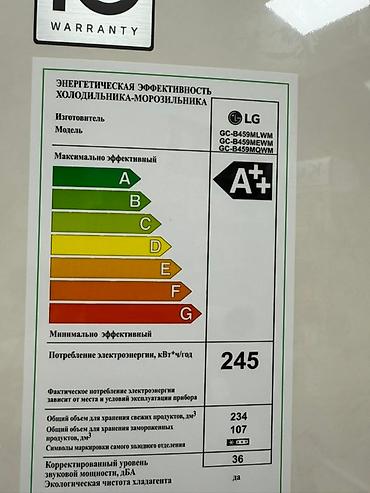 WARRANTY
ЭНЕРГЕТИЧЕСКАЯ ЭФФЕКТИВНОСТЬ
ХОЛОДИЛЬНИКА-МОРОЗИЛЬНИКА
Изготовитель LG
Модель GC-B459MLWM
GC-B459MEWM
GC-B459MQWM
Максимально эффективный
A++
A
B
C
D
E
F
G
Минимально эффективный
Потребление электроэнергии, кВт*ч/год 245
Фактическое потребление электроэнергии
зависит от места и условий эксплуатации прибора
Общий объем для хранения свежих продуктов, дм³ 234
Общий объем для хранения замороженных
продуктов, дм³ 107
Символы маркировки самого холодного отделения
Корректированный уровень
звуковой мощности, дБА 36
Экологическая чистота хладагента да